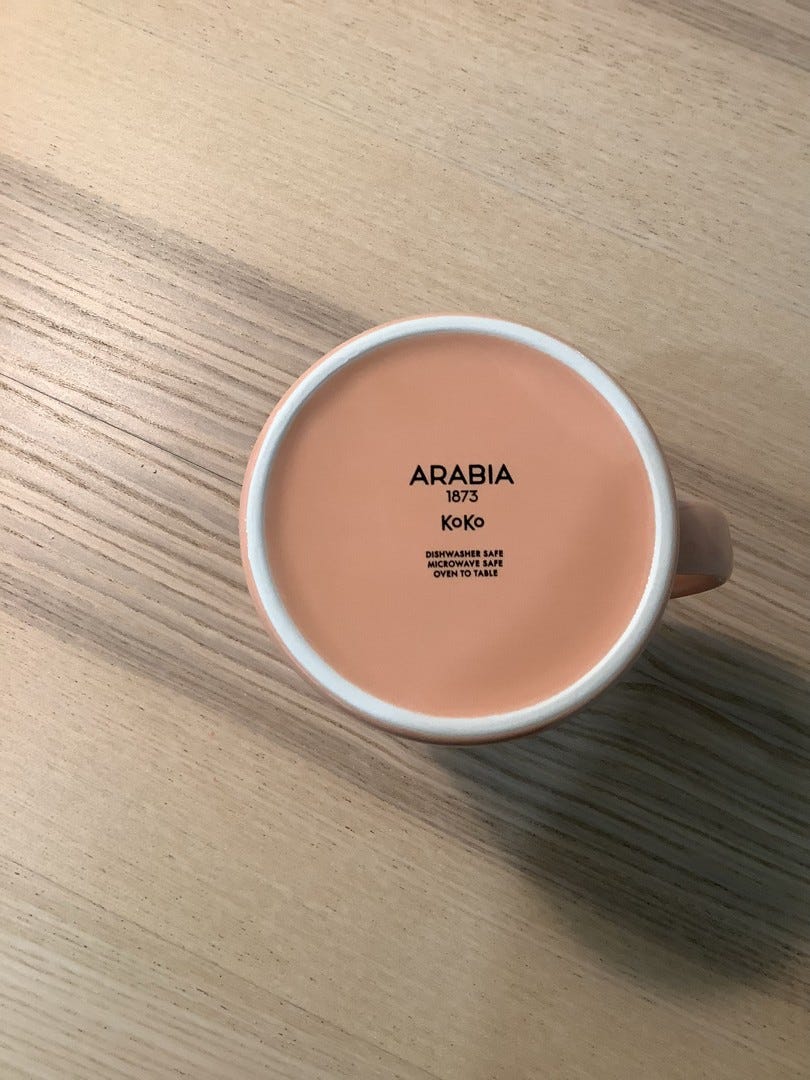 ARABIA
1873
KoKo
DISHWASHER SAFE
MICROWAVE SAFE
OVEN TO TABLE